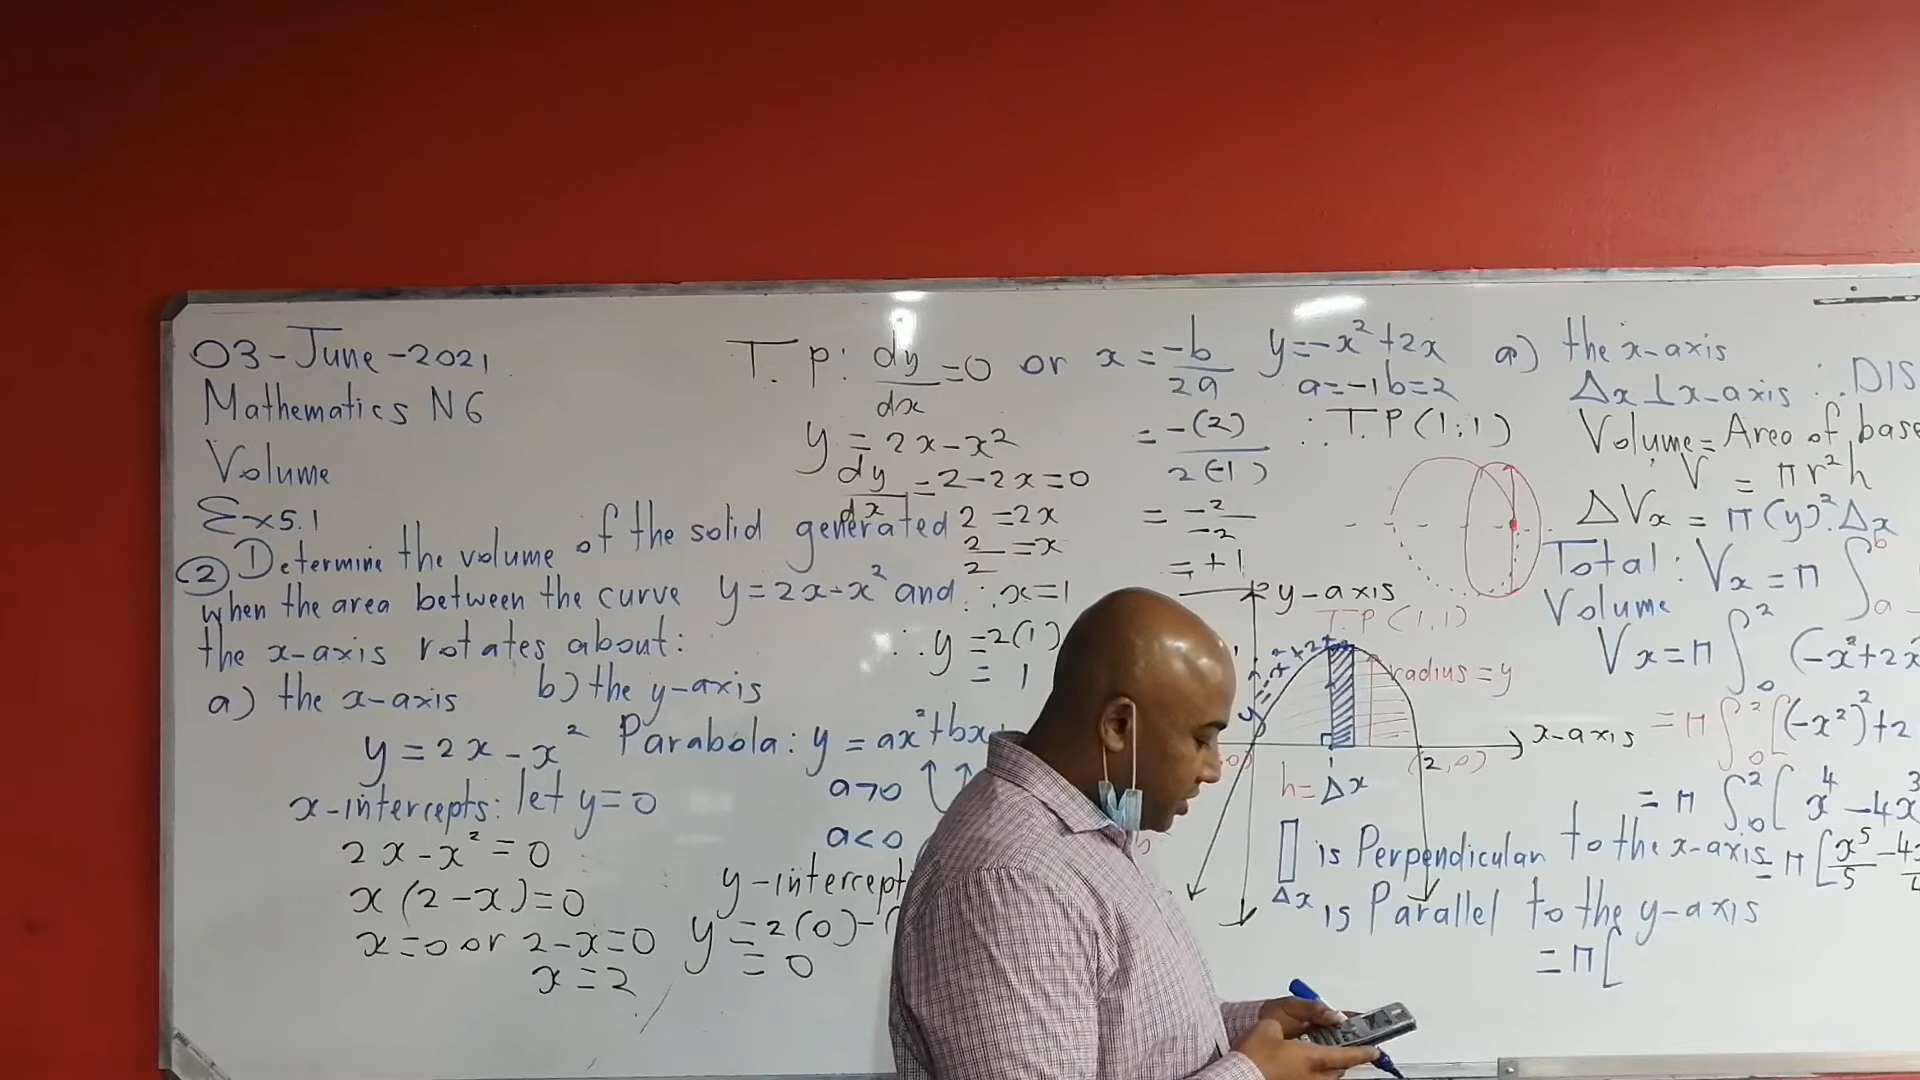 03-June-2021
Mathematics N6
Volume
Ex5.1
② Determine the volume of the solid generated
when the area between the curve y=2x-x² and
the x-axis rotates about:
a) the x-axis b) the y-axis
y=2x-x²
x-intercepts: let y=0
2x-x²=0
x(2-x)=0
x=0 or 2-x=0
x=2
Parabola: y=ax²+bx
a>0
a<0
y-intercept
y=2(0)-
=0
T.P: dy/dx=0 or x=-b/2a
y=2x-x²
dy/dx=2-2x=0
2=2x
2/2=x
∴x=1
∴y=2(1)
=1
=-(2)/2(-1)
=-2/-2
=+1
y=-x²+2x
a=-1 b=2
∴T.P(1;1)
y-axis
T.P(1,1)
radius=y
x-axis
(2,0)
h=Δx
▯ is Perpendicular to the x-axis
Δx is Parallel to the y-axis
a) the x-axis
Δx⊥x-axis ∴DIS
Volume=Area of base
V=πr²h
ΔVx=π(y)².Δx
Total: Vx=π∫
Volume
b
a
Vx=π∫₀²(-x²+2x
=π∫₀²[(-x²)²+2
=π∫₀²[x⁴-4x³
=π[x⁵/5-4x
=π[